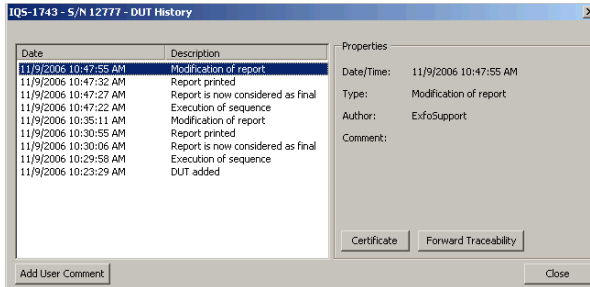 IQS-1743 - S/N 12777 - DUT History
Date Description
11/9/2006 10:47:55 AM Modification of report
11/9/2006 10:47:32 AM Report printed
11/9/2006 10:47:27 AM Report is now considered as final
11/9/2006 10:47:22 AM Execution of sequence
11/9/2006 10:35:11 AM Modification of report
11/9/2006 10:30:55 AM Report printed
11/9/2006 10:30:06 AM Report is now considered as final
11/9/2006 10:29:58 AM Execution of sequence
11/9/2006 10:23:29 AM DUT added
Properties
Date/Time: 11/9/2006 10:47:55 AM
Type: Modification of report
Author: ExfoSupport
Comment:
Certificate Forward Traceability
Add User Comment Close